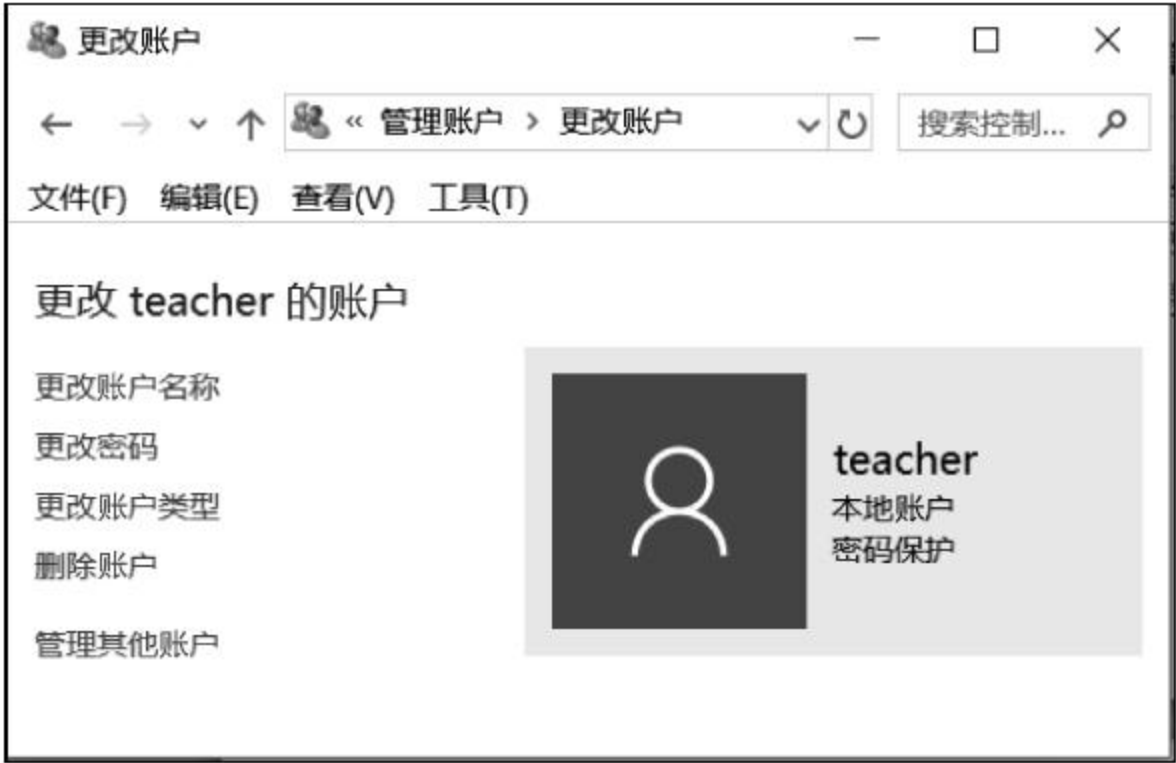 更改账户
« 管理账户 > 更改账户 搜索控制...
文件(F) 编辑(E) 查看(V) 工具(T)
更改 teacher 的账户
更改账户名称
更改密码
更改账户类型
删除账户
管理其他账户
teacher
本地账户
密码保护